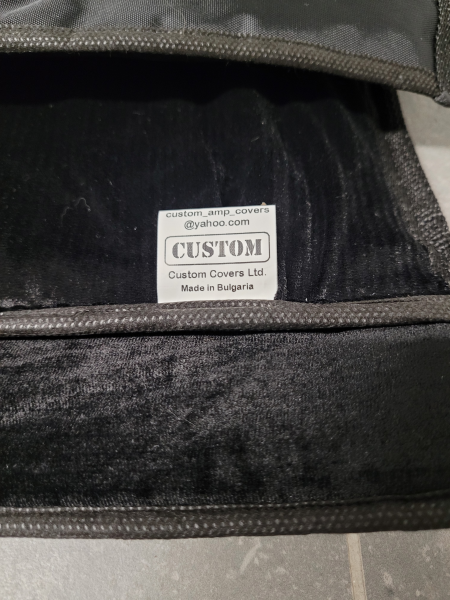 custom_amp_covers
@yahoo.com
CUSTOM
Custom Covers Ltd.
Made in Bulgaria